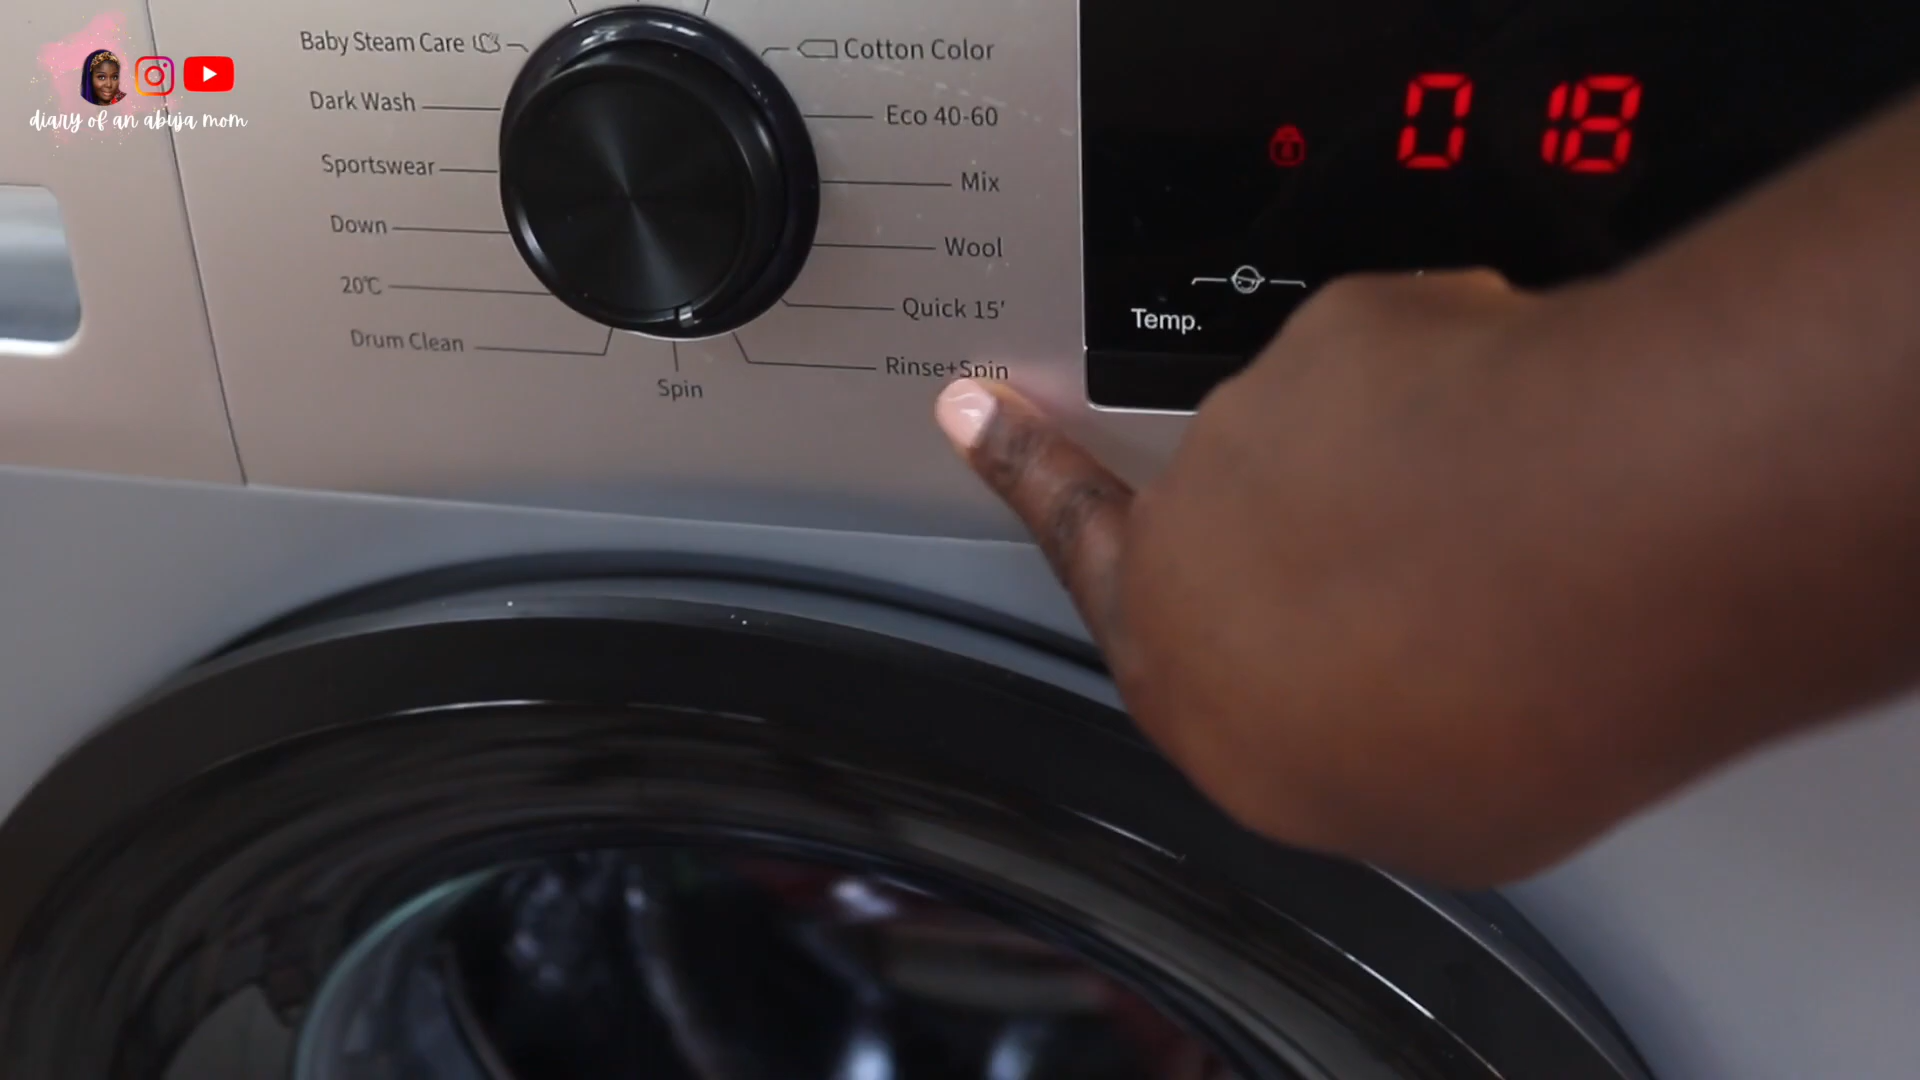 diary of an abuja mom
Baby Steam Care
Dark Wash
Sportswear
Down
20℃
Drum Clean
Spin
Cotton Color
Eco 40-60
Mix
Wool
Quick 15'
Rinse+Spin
0 18
Temp.